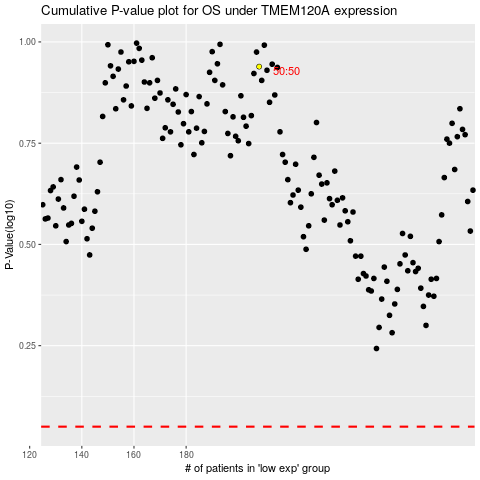 Cumulative P-value plot for OS under TMEM120A expression
P-Value(log10)
1.00
0.75
0.50
0.25
50:50
120 140 160 180
# of patients in 'low exp' group